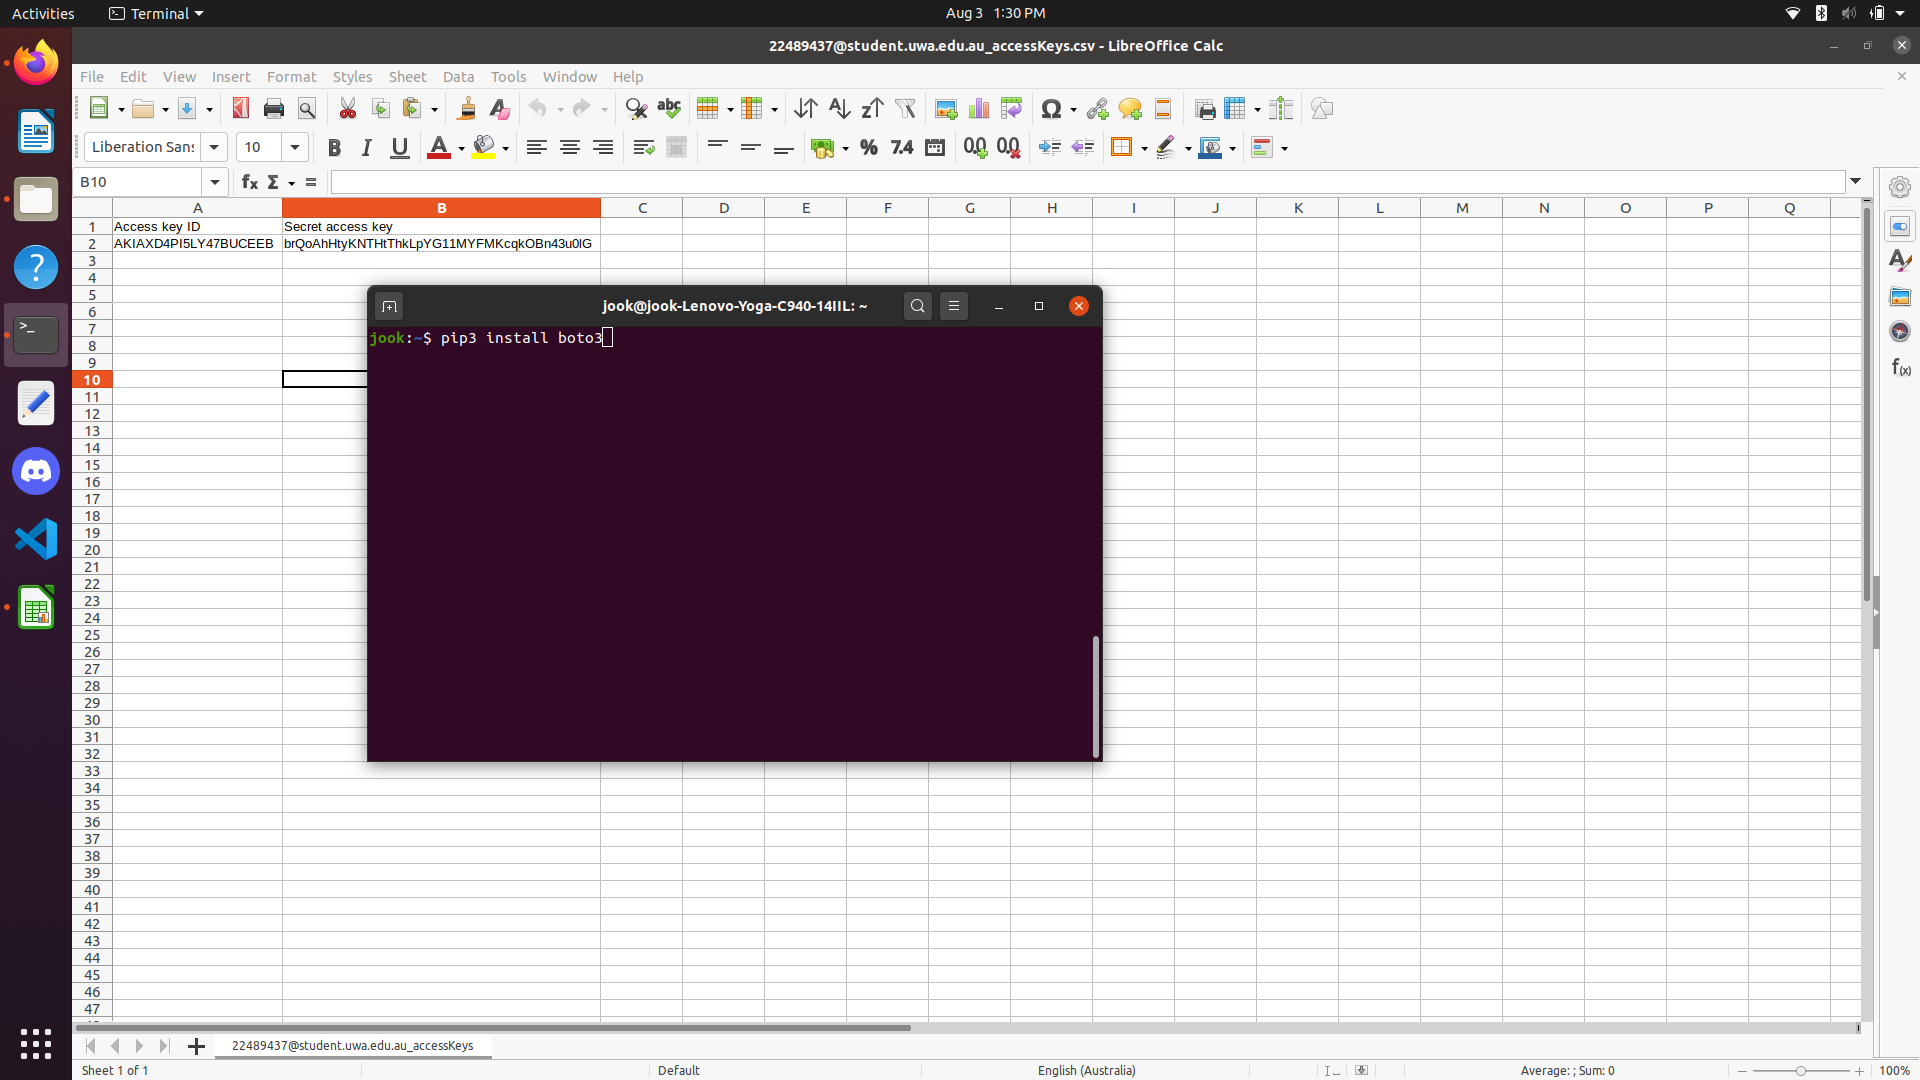 Activities
Terminal
Aug 3 1:30 PM
22489437@student.uwa.edu.au_accessKeys.csv - LibreOffice Calc
File Edit View Insert Format Styles Sheet Data Tools Window Help
10
B10
A B C D E F G H I J K L M N O P Q
1 Access key ID Secret access key
2 [credential redacted] [credential redacted]
3
4
5
6
7
8
9
10
11
12
13
14
15
16
17
18
19
20
21
22
23
24
25
26
27
28
29
30
31
32
33
34
35
36
37
38
39
40
41
42
43
44
45
46
47
jook@jook-Lenovo-Yoga-C940-14IIL: ~
jook:~$ pip3 install boto3
22489437@student.uwa.edu.au_accessKeys
Sheet 1 of 1
Default
English (Australia)
Average: ; Sum: 0
100%